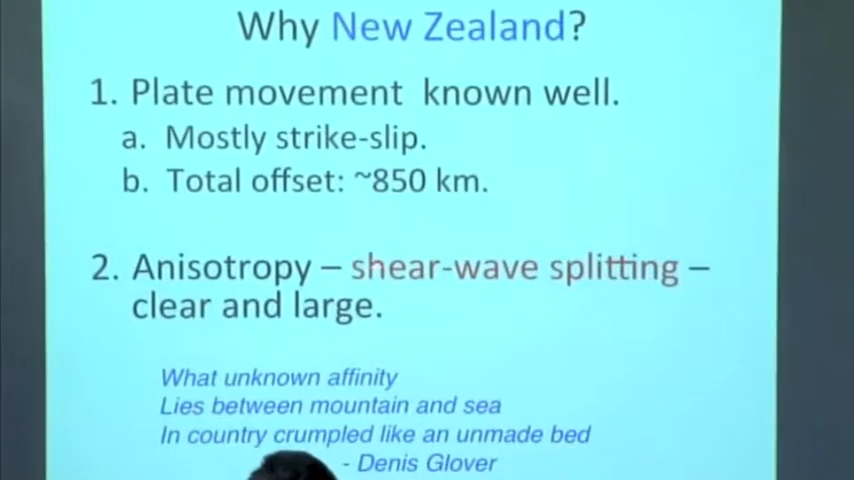 Why New Zealand?
1. Plate movement known well.
a. Mostly strike-slip.
b. Total offset: ~850 km.
2. Anisotropy – shear-wave splitting –
clear and large.
What unknown affinity
Lies between mountain and sea
In country crumpled like an unmade bed
- Denis Glover